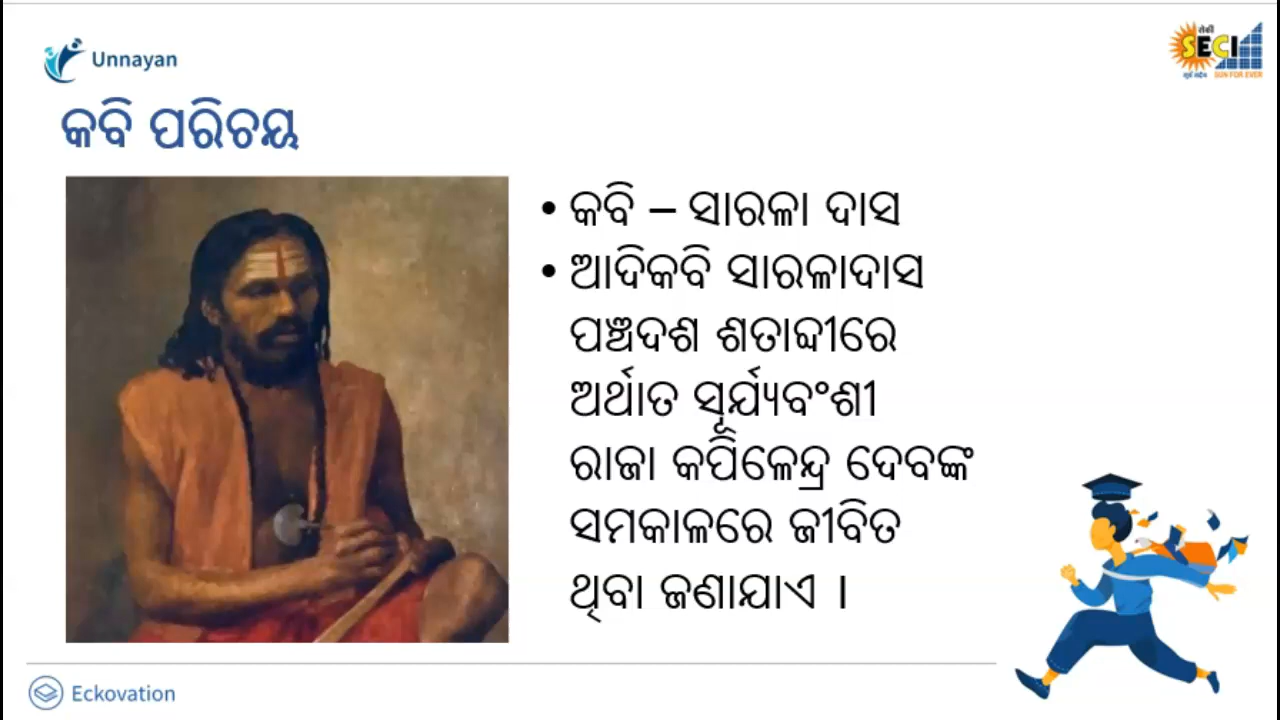 Unnayan
SECI
SUN FOR EVER
କବି ପରିଚୟ
• କବି – ସାରଳା ଦାସ
• ଆଦିକବି ସାରଳାଦାସ
ପଞ୍ଚଦଶ ଶତାବ୍ଦୀରେ
ଅର୍ଥାତ ସୂର୍ଯ୍ୟବଂଶୀ
ରାଜା କପିଳେନ୍ଦ୍ର ଦେବଙ୍କ
ସମକାଳରେ ଜୀବିତ
ଥିବା ଜଣାଯାଏ ।
Eckovation